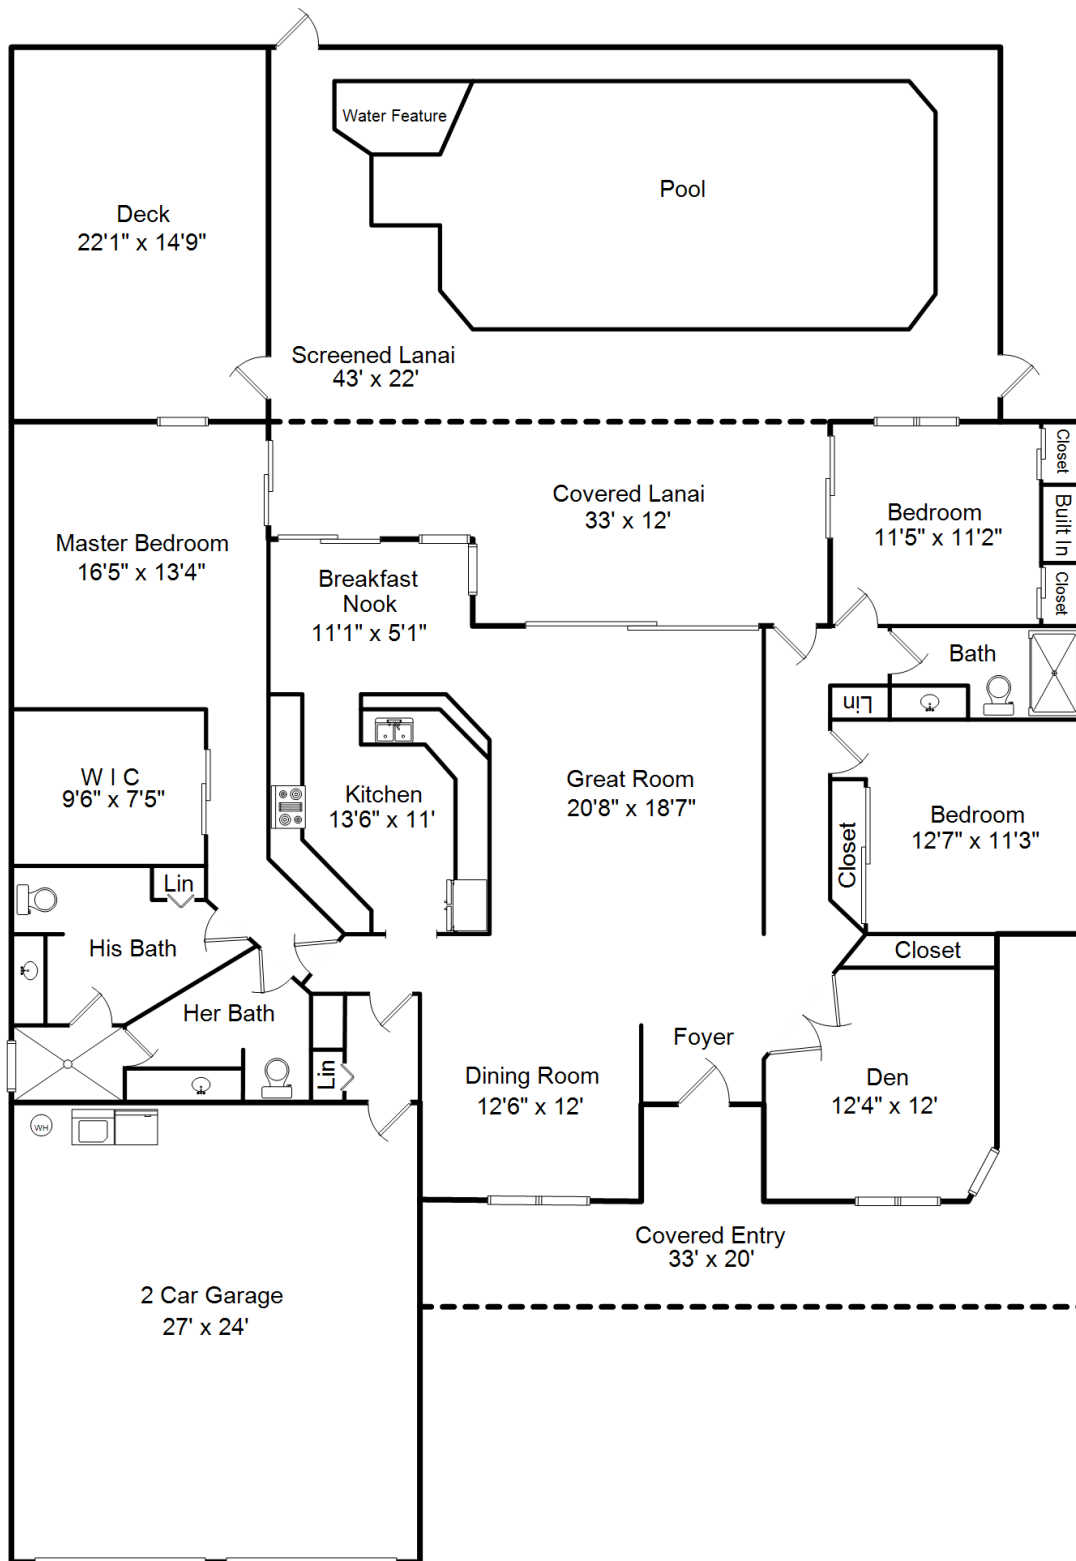 Water Feature
Pool
Deck
22'1" x 14'9"
Screened Lanai
43' x 22'
Covered Lanai
33' x 12'
Closet
Bedroom
11'5" x 11'2"
Built In
Closet
Master Bedroom
16'5" x 13'4"
Breakfast
Nook
11'1" x 5'1"
Bath
Lin
W I C
9'6" x 7'5"
Kitchen
13'6" x 11'
Great Room
20'8" x 18'7"
Bedroom
12'7" x 11'3"
Closet
Lin
His Bath
Closet
Her Bath
Foyer
Lin
Dining Room
12'6" x 12'
Den
12'4" x 12'
WH
Covered Entry
33' x 20'
2 Car Garage
27' x 24'